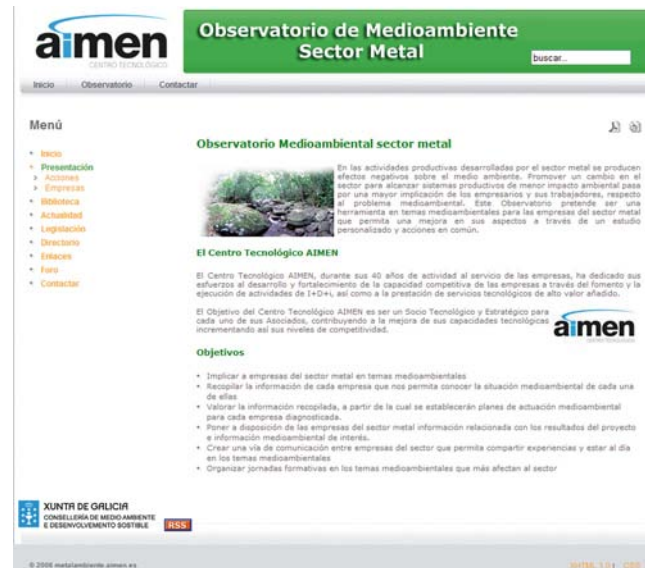 aimen
CENTRO TECNOLÓGICO
Observatorio de Medioambiente
Sector Metal
buscar...
Inicio Observatorio Contactar
Menú
Inicio
Presentación
Acciones
Empresas
Biblioteca
Actualidad
Legislación
Directorio
Enlaces
Foro
Contactar
Observatorio Medioambiental sector metal
En las actividades productivas desarrolladas por el sector metal se producen
efectos negativos sobre el medio ambiente. Promover un cambio en el
sector para alcanzar sistemas productivos de menor impacto ambiental pasa
por una mayor implicación de los empresarios y sus trabajadores, respecto
al problema medioambiental. Este Observatorio pretende ser una
herramienta en temas medioambientales para las empresas del sector metal
que permita una mejora en sus aspectos a través de un estudio
personalizado y acciones en común.
El Centro Tecnológico AIMEN
El Centro Tecnológico AIMEN, durante sus 40 años de actividad al servicio de las empresas, ha dedicado sus
esfuerzos al desarrollo y fortalecimiento de la capacidad competitiva de las empresas a través del fomento y la
ejecución de actividades de I+D+i, así como a la prestación de servicios tecnológicos de alto valor añadido.
El Objetivo del Centro Tecnológico AIMEN es ser un Socio Tecnológico y Estratégico para
cada uno de sus Asociados, contribuyendo a la mejora de sus capacidades tecnológicas
incrementando así sus niveles de competitividad.
aimen
CENTRO TECNOLÓGICO
Objetivos
Implicar a empresas del sector metal en temas medioambientales
Recopilar la información de cada empresa que nos permita conocer la situación medioambiental de cada una
de ellas
Valorar la información recopilada, a partir de la cual se establecerán planes de actuación medioambiental
para cada empresa diagnosticada.
Poner a disposición de las empresas del sector metal información relacionada con los resultados del proyecto
e información medioambiental de interés.
Crear una vía de comunicación entre empresas del sector que permita compartir experiencias y estar al día
en los temas medioambientales
Organizar jornadas formativas en los temas medioambientales que más afectan al sector
XUNTA DE GALICIA
CONSELLERÍA DE MEDIO AMBIENTE
E DESENVOLVEMENTO SOSTIBLE
RSS
© 2006 metalambiente.aimen.es
XHTML 1.0 | CSS